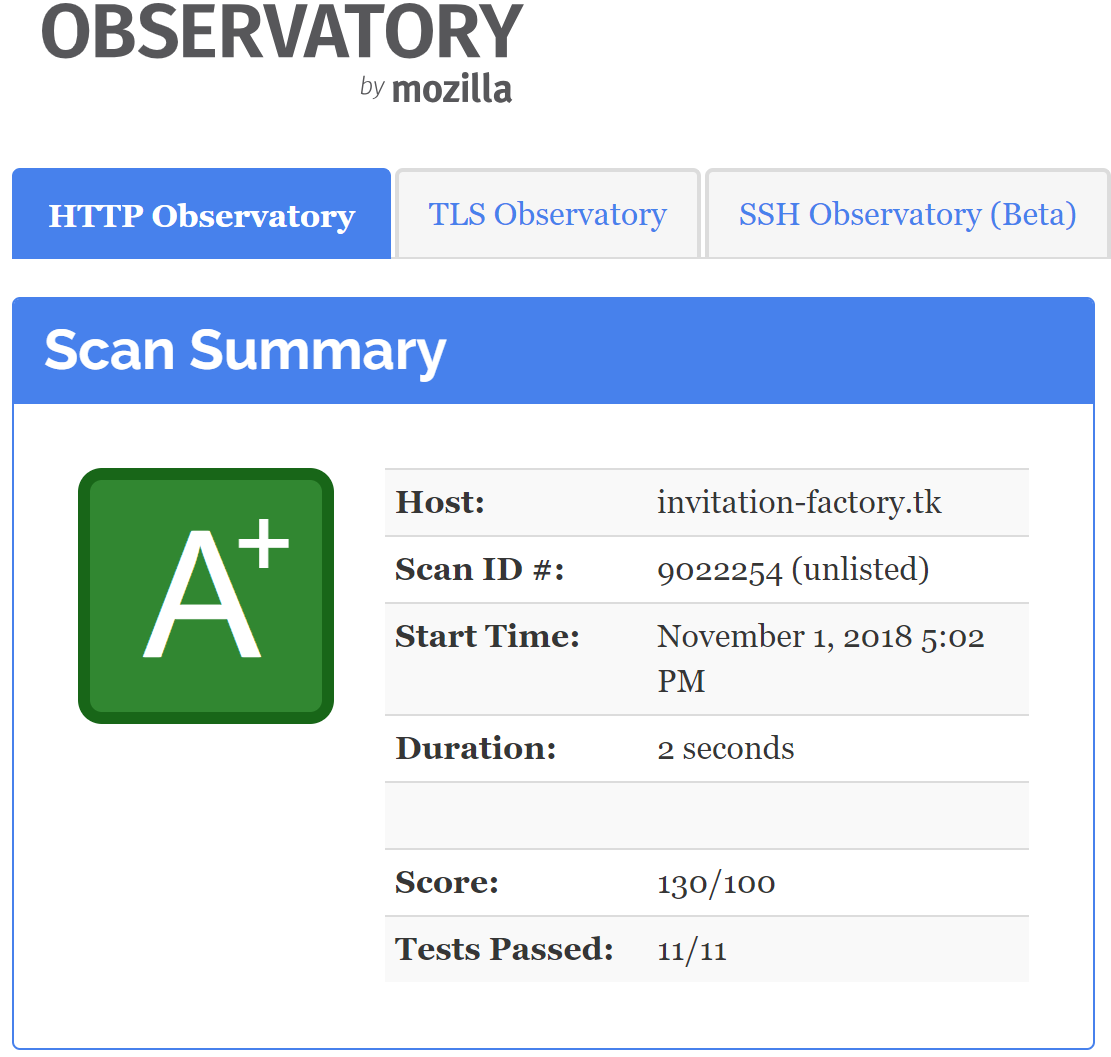 OBSERVATORY
by mozilla
HTTP Observatory
TLS Observatory
SSH Observatory (Beta)
Scan Summary
A+
Host: invitation-factory.tk
Scan ID #: 9022254 (unlisted)
Start Time: November 1, 2018 5:02
PM
Duration: 2 seconds
Score: 130/100
Tests Passed: 11/11